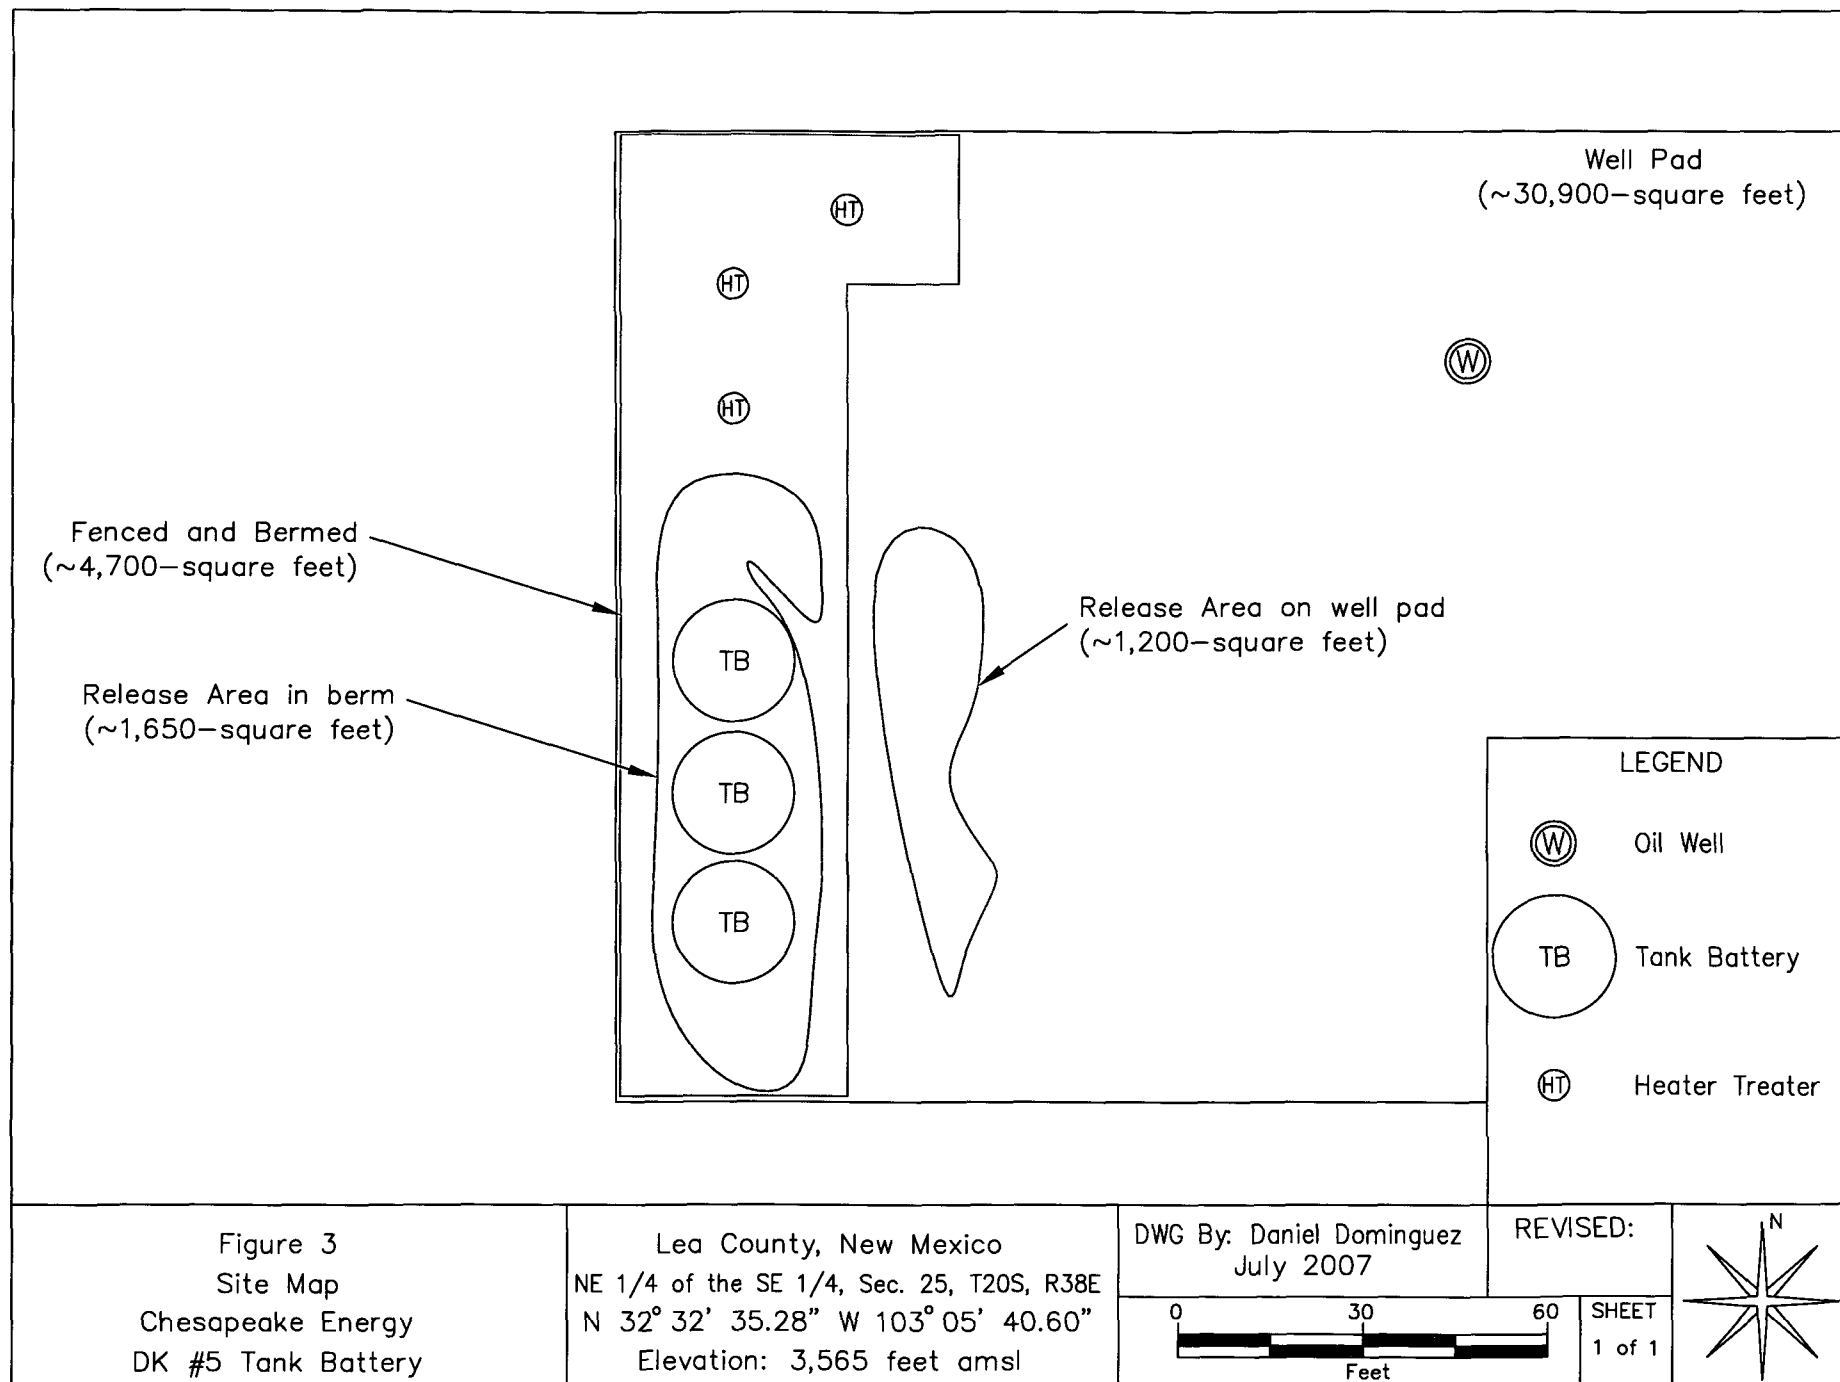 Well Pad
(~30,900-square feet)
HT
HT
W
HT
Fenced and Bermed
(~4,700-square feet)
Release Area on well pad
(~1,200-square feet)
TB
Release Area in berm
(~1,650-square feet)
TB
TB
LEGEND
W Oil Well
TB Tank Battery
HT Heater Treater
Figure 3
Site Map
Chesapeake Energy
DK #5 Tank Battery
Lea County, New Mexico
NE 1/4 of the SE 1/4, Sec. 25, T20S, R38E
N 32° 32' 35.28" W 103° 05' 40.60"
Elevation: 3,565 feet amsl
DWG By: Daniel Dominguez
July 2007
REVISED:
0 30 60
Feet
SHEET
1 of 1
N